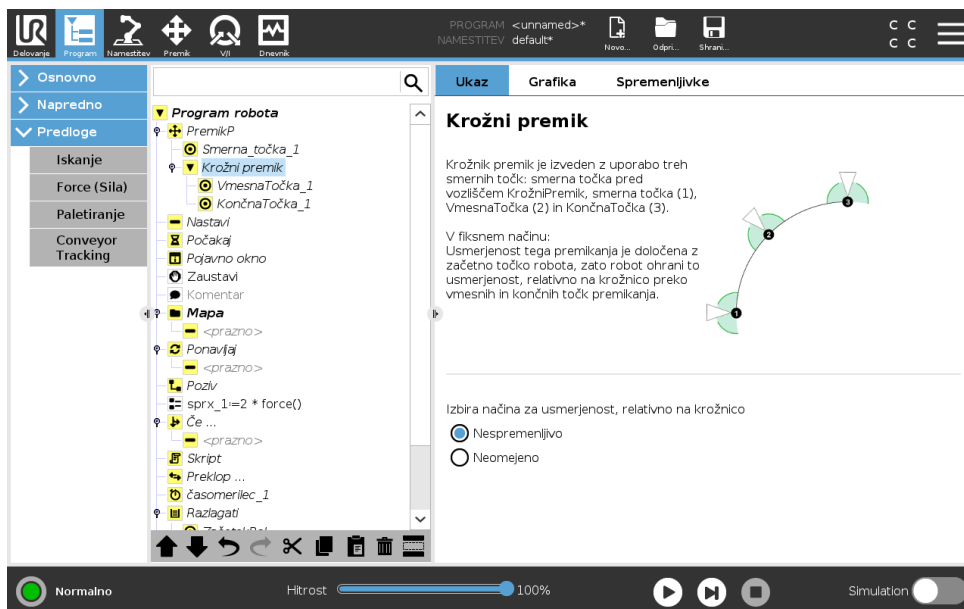 PROGRAM <unnamed>*
NAMESTITEV default*
UR
Delovanje Program Namestitev Premik V/I Dnevnik Novo... Odpri... Shrani...
C C
C C
Osnovno
Napredno
Predloge
Iskanje
Force (Sila)
Paletiranje
Conveyor
Tracking
Program robota
PremikP
Smerna_točka_1
Krožni premik
VmesnaTočka_1
KončnaTočka_1
Nastavi
Počakaj
Pojavno okno
Zaustavi
Komentar
Mapa
<prazno>
Ponavljaj
<prazno>
Poziv
sprx_1≔2 * force()
Če ...
<prazno>
Skript
Preklop ...
časomerilec_1
Razlagati
Ukaz Grafika Spremenljivke
Krožni premik
Krožnik premik je izveden z uporabo treh
smernih točk: smerna točka pred
vozliščem KrožniPremik, smerna točka (1),
VmesnaTočka (2) in KončnaTočka (3).
V fiksnem načinu:
Usmerjenost tega premikanja je določena z
začetno točko robota, zato robot ohrani to
usmerjenost, relativno na krožnico preko
vmesnih in končnih točk premikanja.
1
2
3
Izbira načina za usmerjenost, relativno na krožnico
Nespremenljivo
Neomejeno
Normalno Hitrost 100% Simulation